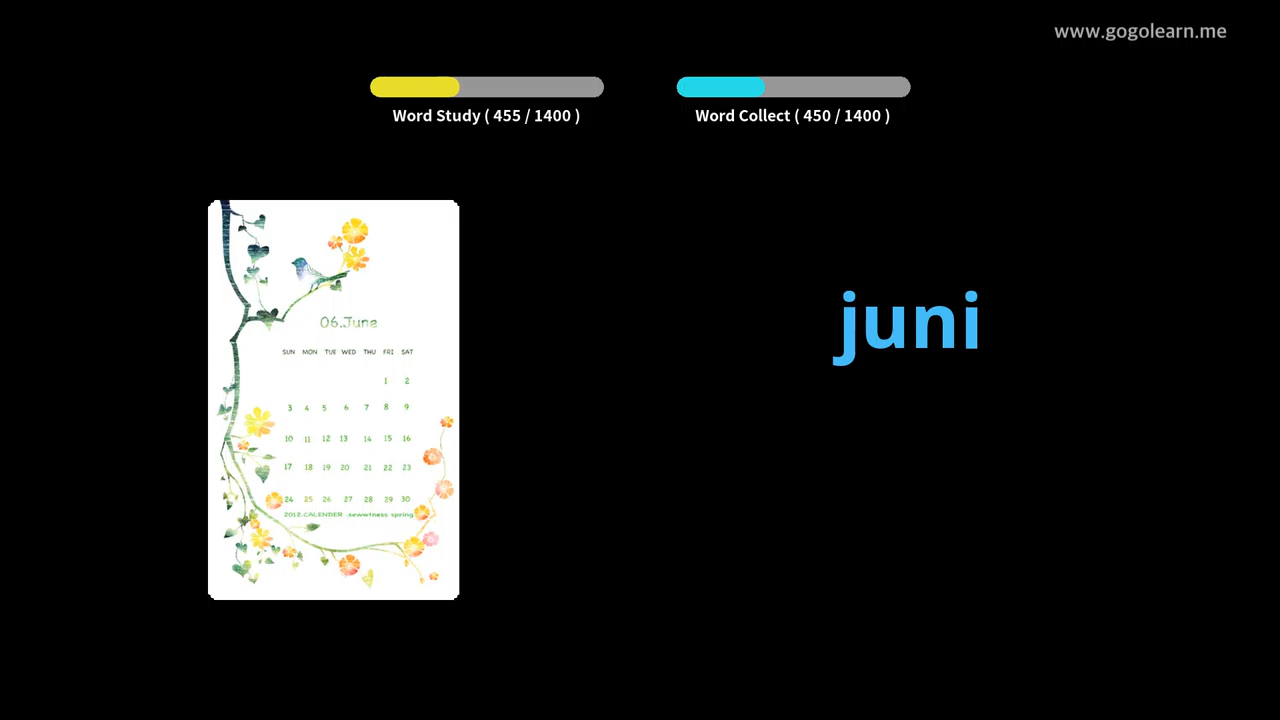 www.gogolearn.me
Word Study ( 455 / 1400 )
Word Collect ( 450 / 1400 )
juni
06.June
SUN MON TUE WED THU FRI SAT
1 2
3 4 5 6 7 8 9
10 11 12 13 14 15 16
17 18 19 20 21 22 23
24 25 26 27 28 29 30
2012.CALENDER .sewwtness spring